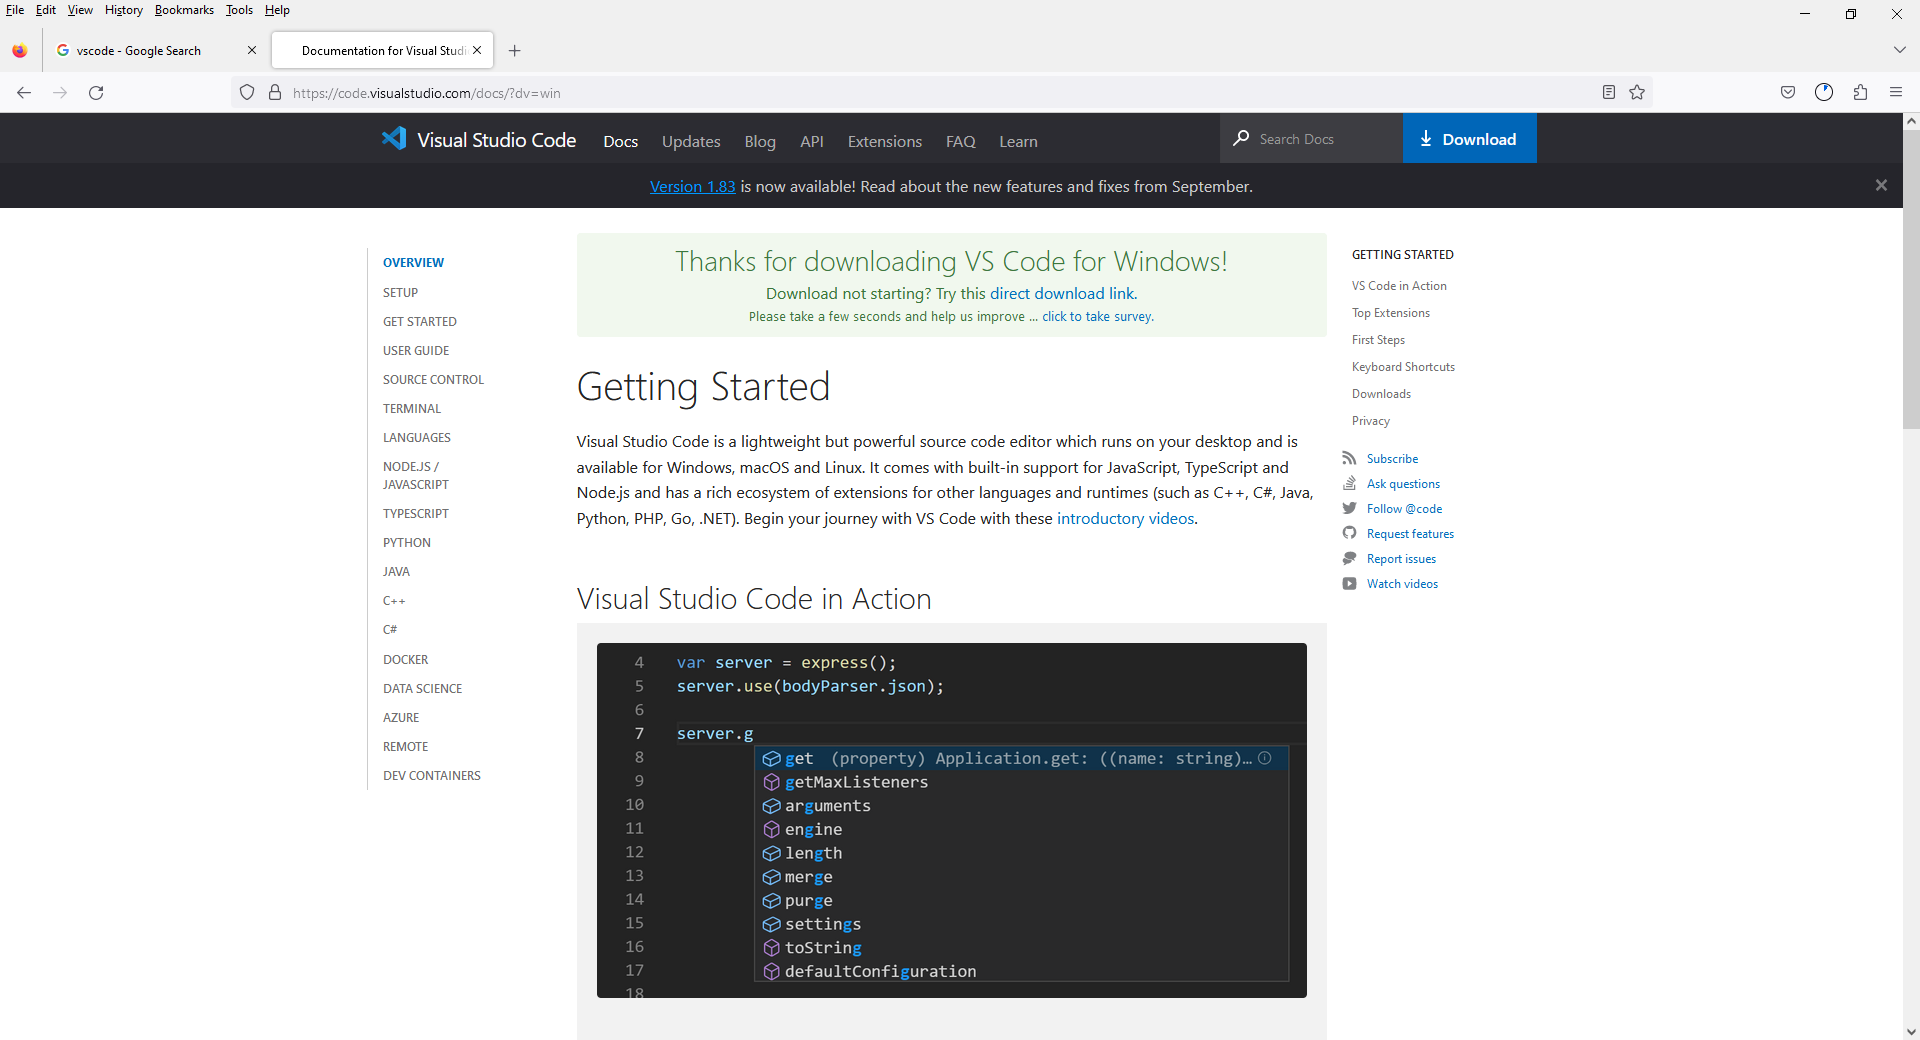 File Edit View History Bookmarks Tools Help
vscode - Google Search
Documentation for Visual Studi
https://code.visualstudio.com/docs/?dv=win
Visual Studio Code Docs Updates Blog API Extensions FAQ Learn Search Docs Download
Version 1.83 is now available! Read about the new features and fixes from September.
OVERVIEW
SETUP
GET STARTED
USER GUIDE
SOURCE CONTROL
TERMINAL
LANGUAGES
NODE.JS /
JAVASCRIPT
TYPESCRIPT
PYTHON
JAVA
C++
C#
DOCKER
DATA SCIENCE
AZURE
REMOTE
DEV CONTAINERS
Thanks for downloading VS Code for Windows!
Download not starting? Try this direct download link.
Please take a few seconds and help us improve ... click to take survey.
Getting Started
Visual Studio Code is a lightweight but powerful source code editor which runs on your desktop and is
available for Windows, macOS and Linux. It comes with built-in support for JavaScript, TypeScript and
Node.js and has a rich ecosystem of extensions for other languages and runtimes (such as C++, C#, Java,
Python, PHP, Go, .NET). Begin your journey with VS Code with these introductory videos.
Visual Studio Code in Action
4 var server = express();
5 server.use(bodyParser.json);
6
7 server.g
8 get (property) Application.get: ((name: string)...
9 getMaxListeners
10 arguments
11 engine
12 length
13 merge
14 purge
15 settings
16 toString
17 defaultConfiguration
18
GETTING STARTED
VS Code in Action
Top Extensions
First Steps
Keyboard Shortcuts
Downloads
Privacy
Subscribe
Ask questions
Follow @code
Request features
Report issues
Watch videos